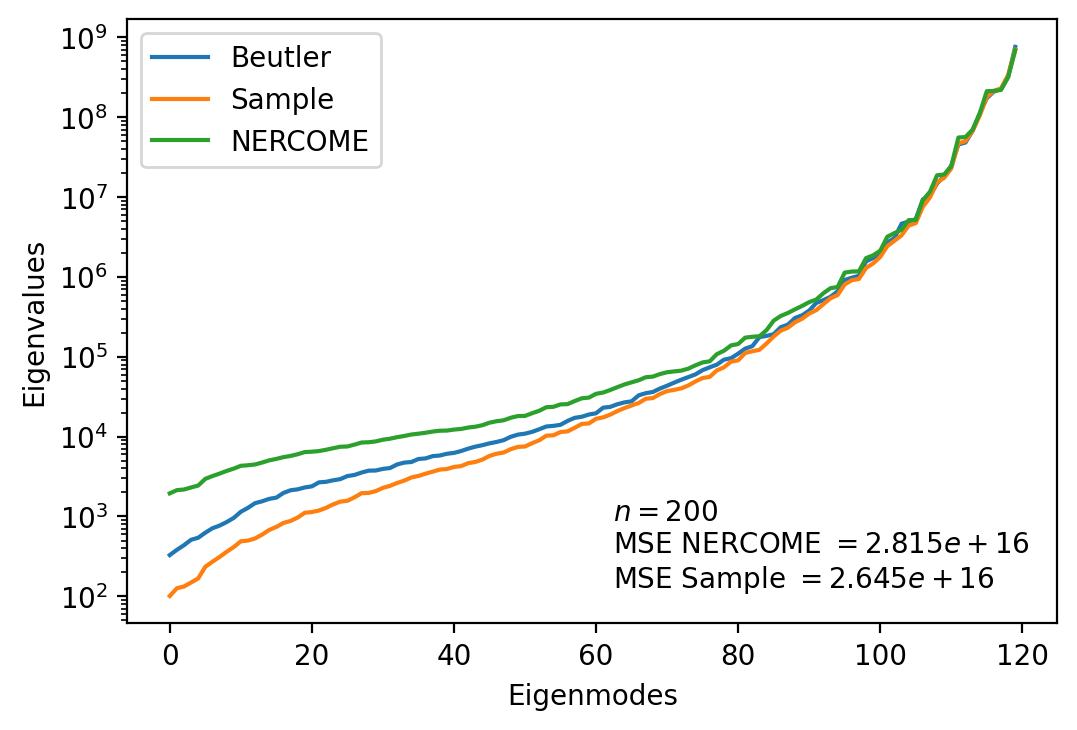 Eigenvalues
10⁹
10⁸
10⁷
10⁶
10⁵
10⁴
10³
10²
Beutler
Sample
NERCOME
n = 200
MSE NERCOME = 2.815e + 16
MSE Sample = 2.645e + 16
0 20 40 60 80 100 120
Eigenmodes